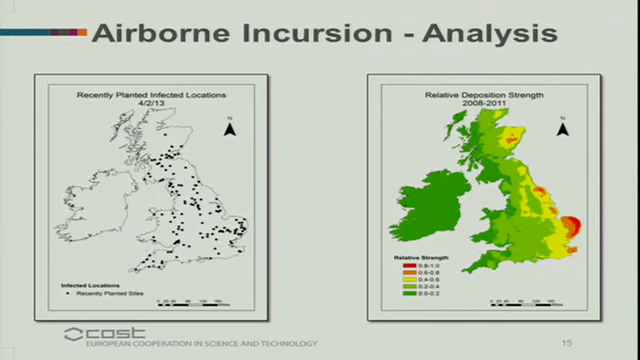 Airborne Incursion - Analysis
Recently Planted Infected Locations
4/2/13
N
Infected Locations
Recently Planted Sites
Relative Deposition Strength
2008-2011
N
Relative Strength
0.8-1.0
0.6-0.8
0.4-0.6
0.2-0.4
0.0-0.2
cost
EUROPEAN COOPERATION IN SCIENCE AND TECHNOLOGY
15